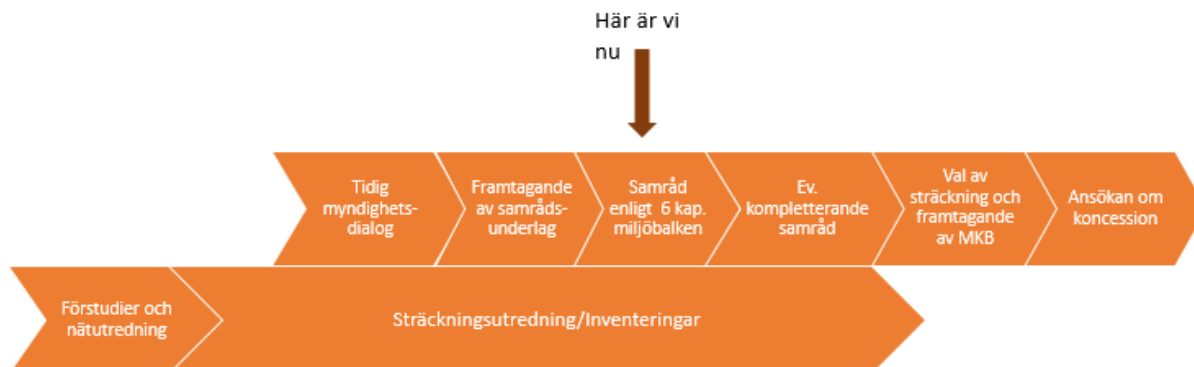 Här är vi
nu
Tidig
myndighets-
dialog
Framtagande
av samråds-
underlag
Samråd
enligt 6 kap.
miljöbalken
Ev.
kompletterande
samråd
Val av
sträckning och
framtagande
av MKB
Ansökan om
koncession
Förstudier och
nätutredning
Sträckningsutredning/Inventeringar